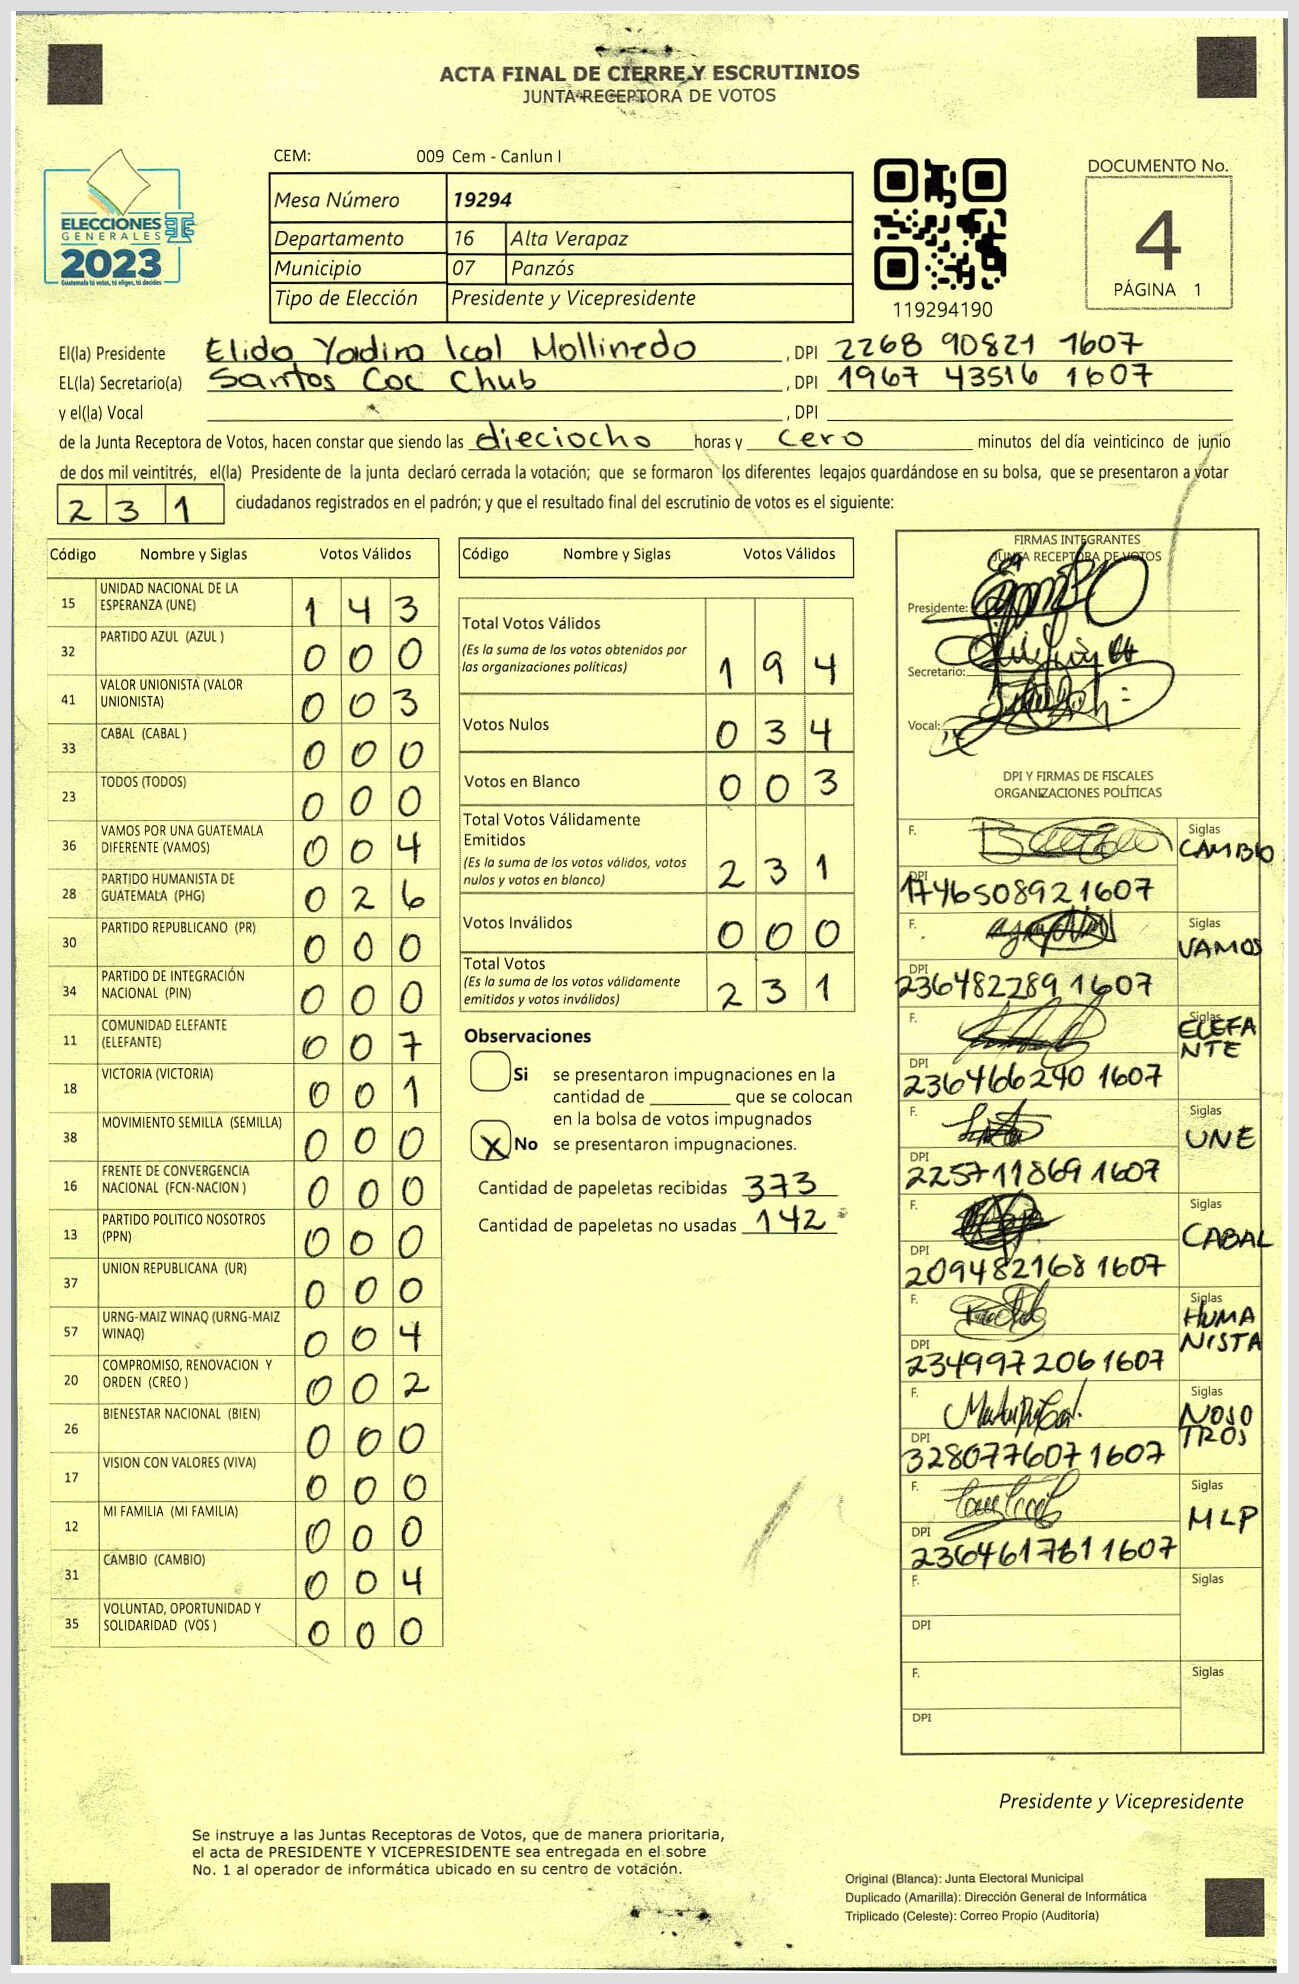 ACTA FINAL DE CIERRE Y ESCRUTINIOS
JUNTA RECEPTORA DE VOTOS
CEM: 009 Cem - Canlun I
Mesa Número 19294
Departamento 16 Alta Verapaz
Municipio 07 Panzós
Tipo de Elección Presidente y Vicepresidente
ELECCIONES
GENERALES
2023
Guatemala tú votas, tú eliges, tú decides
119294190
DOCUMENTO No.
4
PÁGINA 1
El(la) Presidente Elida Yadira Ical Mollinedo , DPI 2268 90821 1607
EL(la) Secretario(a) Santos Coc Chub , DPI 1967 43516 1607
y el(la) Vocal , DPI
de la Junta Receptora de Votos, hacen constar que siendo las dieciocho horas y cero minutos del día veinticinco de junio
de dos mil veintitrés, el(la) Presidente de la junta declaró cerrada la votación; que se formaron los diferentes legajos guardándose en su bolsa, que se presentaron a votar
231 ciudadanos registrados en el padrón; y que el resultado final del escrutinio de votos es el siguiente:
Código Nombre y Siglas Votos Válidos
15 UNIDAD NACIONAL DE LA ESPERANZA (UNE) 1 4 3
32 PARTIDO AZUL (AZUL ) 0 0 0
41 VALOR UNIONISTA (VALOR UNIONISTA) 0 0 3
33 CABAL (CABAL ) 0 0 0
23 TODOS (TODOS) 0 0 0
36 VAMOS POR UNA GUATEMALA DIFERENTE (VAMOS) 0 0 4
28 PARTIDO HUMANISTA DE GUATEMALA (PHG) 0 2 6
30 PARTIDO REPUBLICANO (PR) 0 0 0
34 PARTIDO DE INTEGRACIÓN NACIONAL (PIN) 0 0 0
11 COMUNIDAD ELEFANTE (ELEFANTE) 0 0 7
18 VICTORIA (VICTORIA) 0 0 1
38 MOVIMIENTO SEMILLA (SEMILLA) 0 0 0
16 FRENTE DE CONVERGENCIA NACIONAL (FCN-NACION ) 0 0 0
13 PARTIDO POLITICO NOSOTROS (PPN) 0 0 0
37 UNION REPUBLICANA (UR) 0 0 0
57 URNG-MAIZ WINAQ (URNG-MAIZ WINAQ) 0 0 4
20 COMPROMISO, RENOVACION Y ORDEN (CREO ) 0 0 2
26 BIENESTAR NACIONAL (BIEN) 0 0 0
17 VISION CON VALORES (VIVA) 0 0 0
12 MI FAMILIA (MI FAMILIA) 0 0 0
31 CAMBIO (CAMBIO) 0 0 4
35 VOLUNTAD, OPORTUNIDAD Y SOLIDARIDAD (VOS ) 0 0 0
Código Nombre y Siglas Votos Válidos
Total Votos Válidos 1 9 4
(Es la suma de los votos obtenidos por
las organizaciones políticas)
Votos Nulos 0 3 4
Votos en Blanco 0 0 3
Total Votos Válidamente
Emitidos 2 3 1
(Es la suma de los votos válidos, votos
nulos y votos en blanco)
Votos Inválidos 0 0 0
Total Votos 2 3 1
(Es la suma de los votos válidamente
emitidos y votos inválidos)
Observaciones
Si se presentaron impugnaciones en la
cantidad de ________ que se colocan
en la bolsa de votos impugnados
X No se presentaron impugnaciones.
Cantidad de papeletas recibidas 373
Cantidad de papeletas no usadas 142
FIRMAS INTEGRANTES
JUNTA RECEPTORA DE VOTOS
Presidente:
Secretario:
Vocal:
DPI Y FIRMAS DE FISCALES
ORGANIZACIONES POLÍTICAS
F. Siglas CAMBIO
DPI 1746508921607
F. Siglas VAMOS
DPI 2364822891607
F. Siglas ELEFANTE
DPI 236466240 1607
F. Siglas UNE
DPI 225711869 1607
F. Siglas CABAL
DPI 209482168 1607
F. Siglas HUMANISTA
DPI 234997206 1607
F. Siglas NOSOTROS
DPI 328077607 1607
F. Siglas MLP
DPI 236461761 1607
F. Siglas
DPI
F. Siglas
DPI
Presidente y Vicepresidente
Se instruye a las Juntas Receptoras de Votos, que de manera prioritaria,
el acta de PRESIDENTE Y VICEPRESIDENTE sea entregada en el sobre
No. 1 al operador de informática ubicado en su centro de votación.
Original (Blanca): Junta Electoral Municipal
Duplicado (Amarilla): Dirección General de Informática
Triplicado (Celeste): Correo Propio (Auditoría)